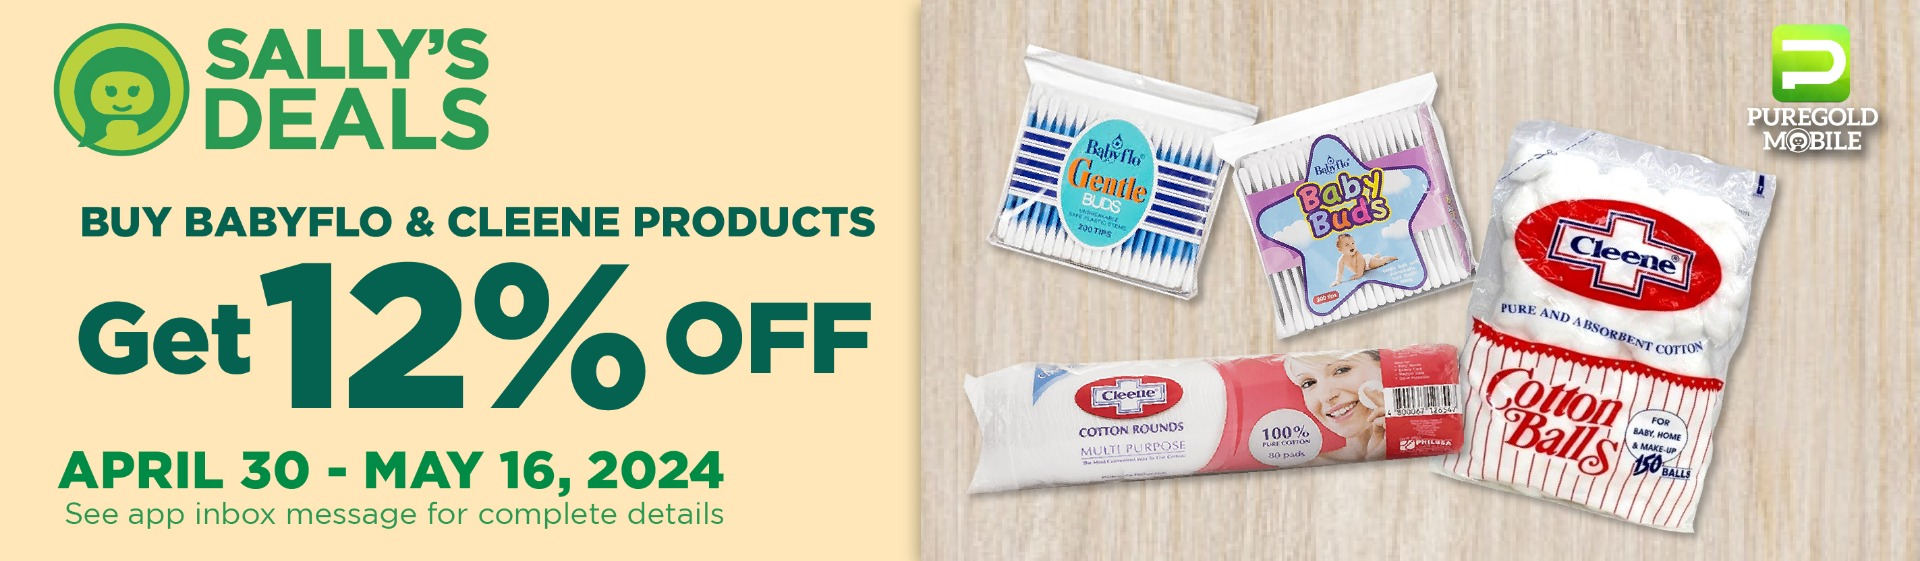 SALLY'S
DEALS
BUY BABYFLO & CLEENE PRODUCTS
Get 12% OFF
APRIL 30 - MAY 16, 2024
See app inbox message for complete details
PUREGOLD
MOBILE
Babyflo®
Gentle
BUDS
200 TIPS
Babyflo®
Baby
Buds
Cleene®
PURE AND ABSORBENT COTTON
Cotton
Balls
FOR
BABY, HOME
& MAKE-UP
150 BALLS
Cleene®
COTTON ROUNDS
MULTI PURPOSE
100%
PURE COTTON
80 pads
PHILUSA